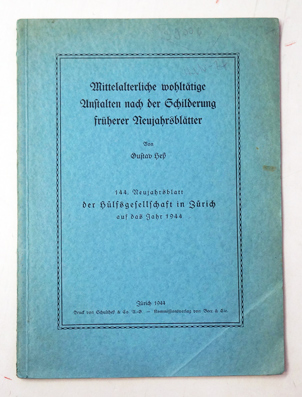 Mittelalterliche wohltätige
Anstalten nach der Schilderung
früherer Neujahrsblätter
Von
Gustav Heß
144. Neujahrsblatt
der Hülfsgesellschaft in Zürich
auf das Jahr 1944
Zürich 1944
Druck von Schultheß & Co. A.-G. — Kommissionsverlag von Beer & Co.